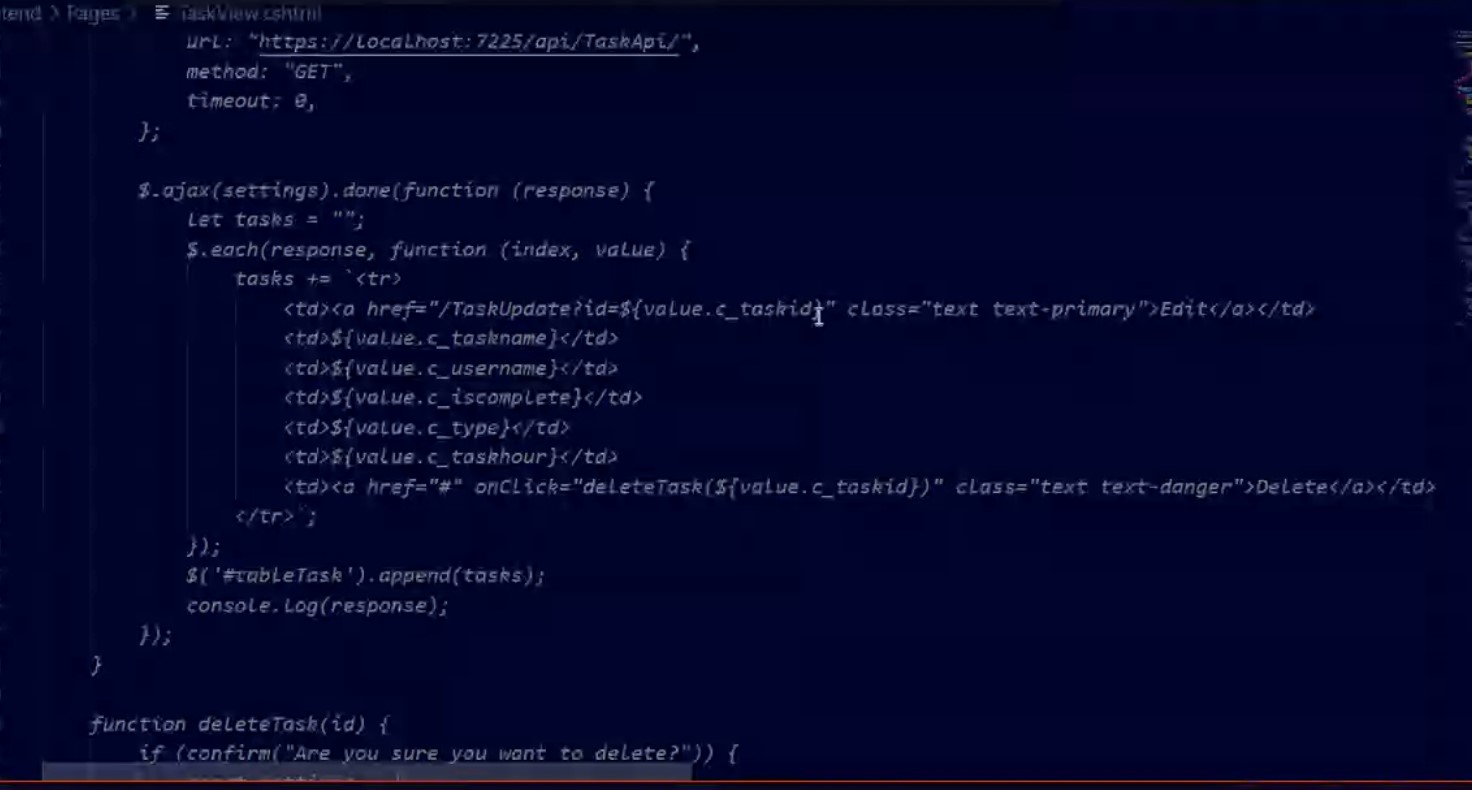 tend > Pages > TaskView.cshtml
url: "https://localhost:7225/api/TaskApi/",
method: "GET",
timeout: 0,
};
$.ajax(settings).done(function (response) {
let tasks = "";
$.each(response, function (index, value) {
tasks += `<tr>
<td><a href="/TaskUpdate?id=${value.c_taskid}" class="text text-primary">Edit</a></td>
<td>${value.c_taskname}</td>
<td>${value.c_username}</td>
<td>${value.c_iscomplete}</td>
<td>${value.c_type}</td>
<td>${value.c_taskhour}</td>
<td><a href="#" onClick="deleteTask(${value.c_taskid})" class="text text-danger">Delete</a></td>
</tr>`;
});
$('#tableTask').append(tasks);
console.log(response);
});
}
function deleteTask(id) {
if (confirm("Are you sure you want to delete?")) {